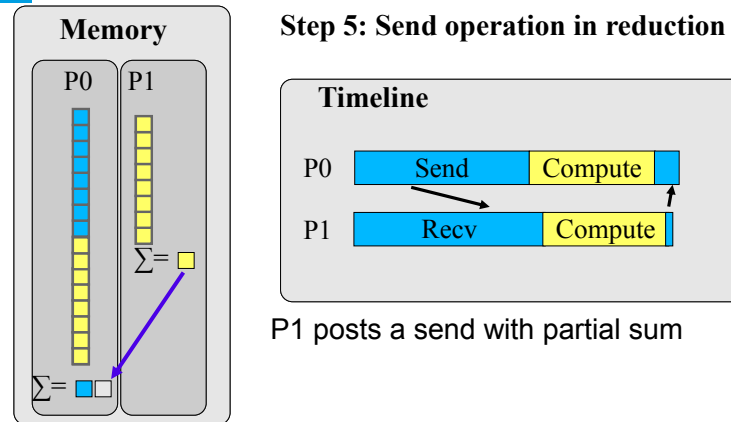 Memory
P0 P1
∑=
∑=
Step 5: Send operation in reduction
Timeline
P0 Send Compute
P1 Recv Compute
P1 posts a send with partial sum